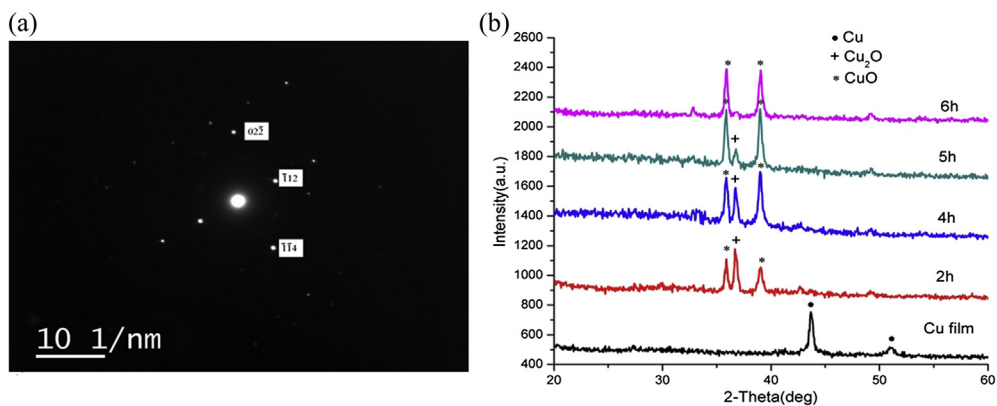 (a)
022̅
1̅12
1̅1̅4
10 1/nm
(b)
2600
2400
2200
2000
1800
1600
1400
1200
1000
800
600
400
Intensity(a.u.)
● Cu
+ Cu₂O
* CuO
6h
5h
4h
2h
Cu film
20 30 40 50 60
2-Theta(deg)